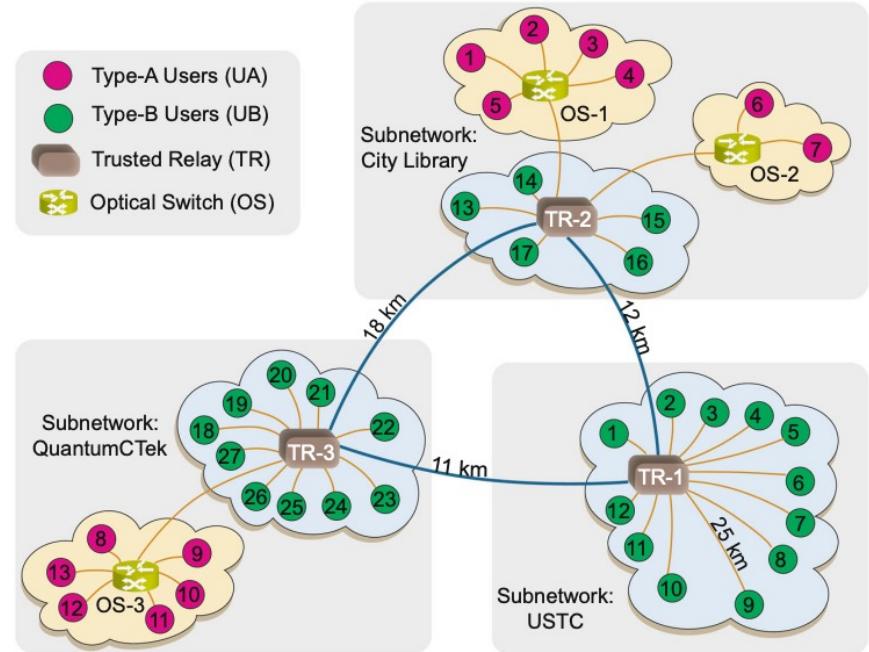 Type-A Users (UA)
Type-B Users (UB)
Trusted Relay (TR)
Optical Switch (OS)
Subnetwork:
City Library
1
2
3
4
5
OS-1
6
7
OS-2
13
14
TR-2
15
16
17
18 km
12 km
11 km
Subnetwork:
QuantumCTek
18
19
20
21
22
27
TR-3
26
25
24
23
8
9
13
10
12
11
OS-3
1
2
3
4
5
6
7
8
TR-1
12
11
10
25 km
9
Subnetwork:
USTC